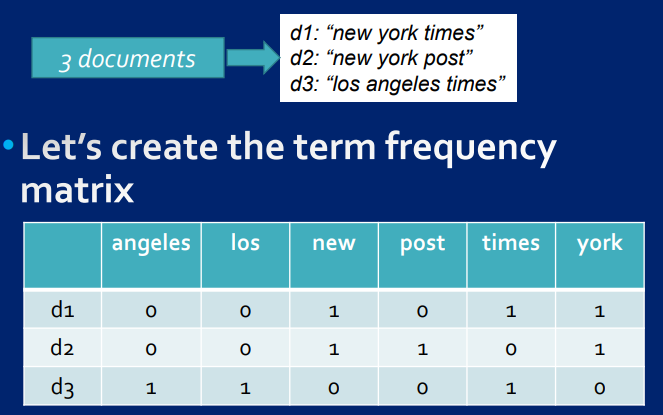 3 documents
d1: “new york times”
d2: “new york post”
d3: “los angeles times”
•Let’s create the term frequency
matrix
angeles los new post times york
d1 0 0 1 0 1 1
d2 0 0 1 1 0 1
d3 1 1 0 0 1 0